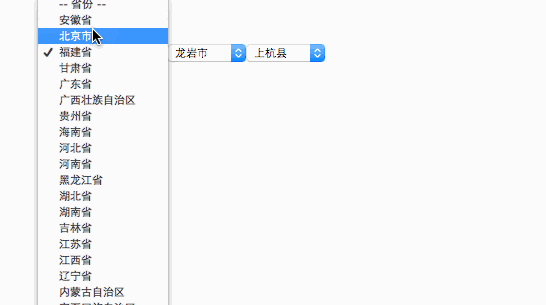 -- 省份 --
安徽省
北京市
✓ 福建省
龙岩市
上杭县
甘肃省
广东省
广西壮族自治区
贵州省
海南省
河北省
河南省
黑龙江省
湖北省
湖南省
吉林省
江苏省
江西省
辽宁省
内蒙古自治区